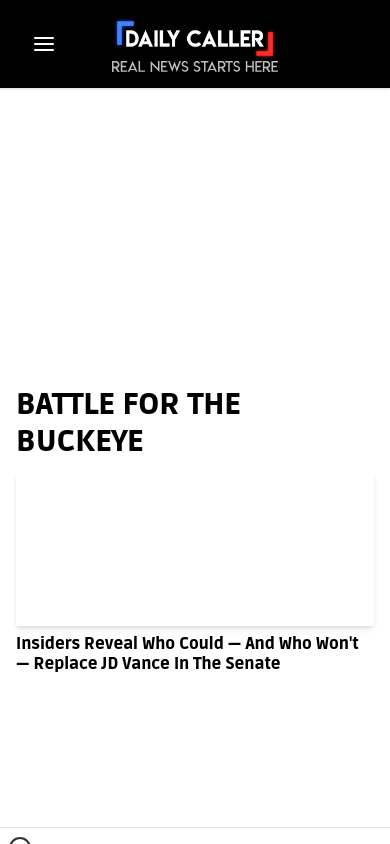 DAILY CALLER
REAL NEWS STARTS HERE
BATTLE FOR THE
BUCKEYE
Insiders Reveal Who Could — And Who Won't
— Replace JD Vance In The Senate